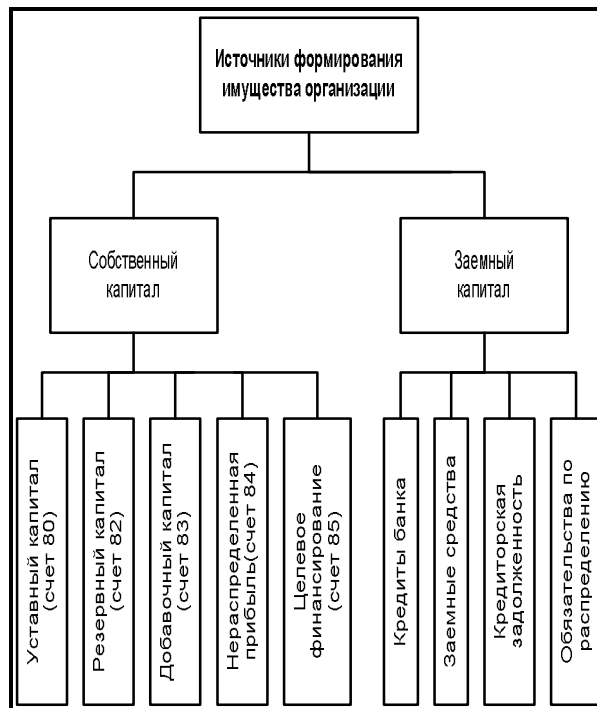 Источники формирования
имущества организации
Собственный
капитал
Заемный
капитал
Уставный капитал
(счет 80)
Резервный капитал
(счет 82)
Добавочный капитал
(счет 83)
Нераспределенная
прибыль(счет 84)
Целевое
финансирование
(счет 85)
Кредиты банка
Заемные средства
Кредиторская
задолженность
Обязательства по
распределению